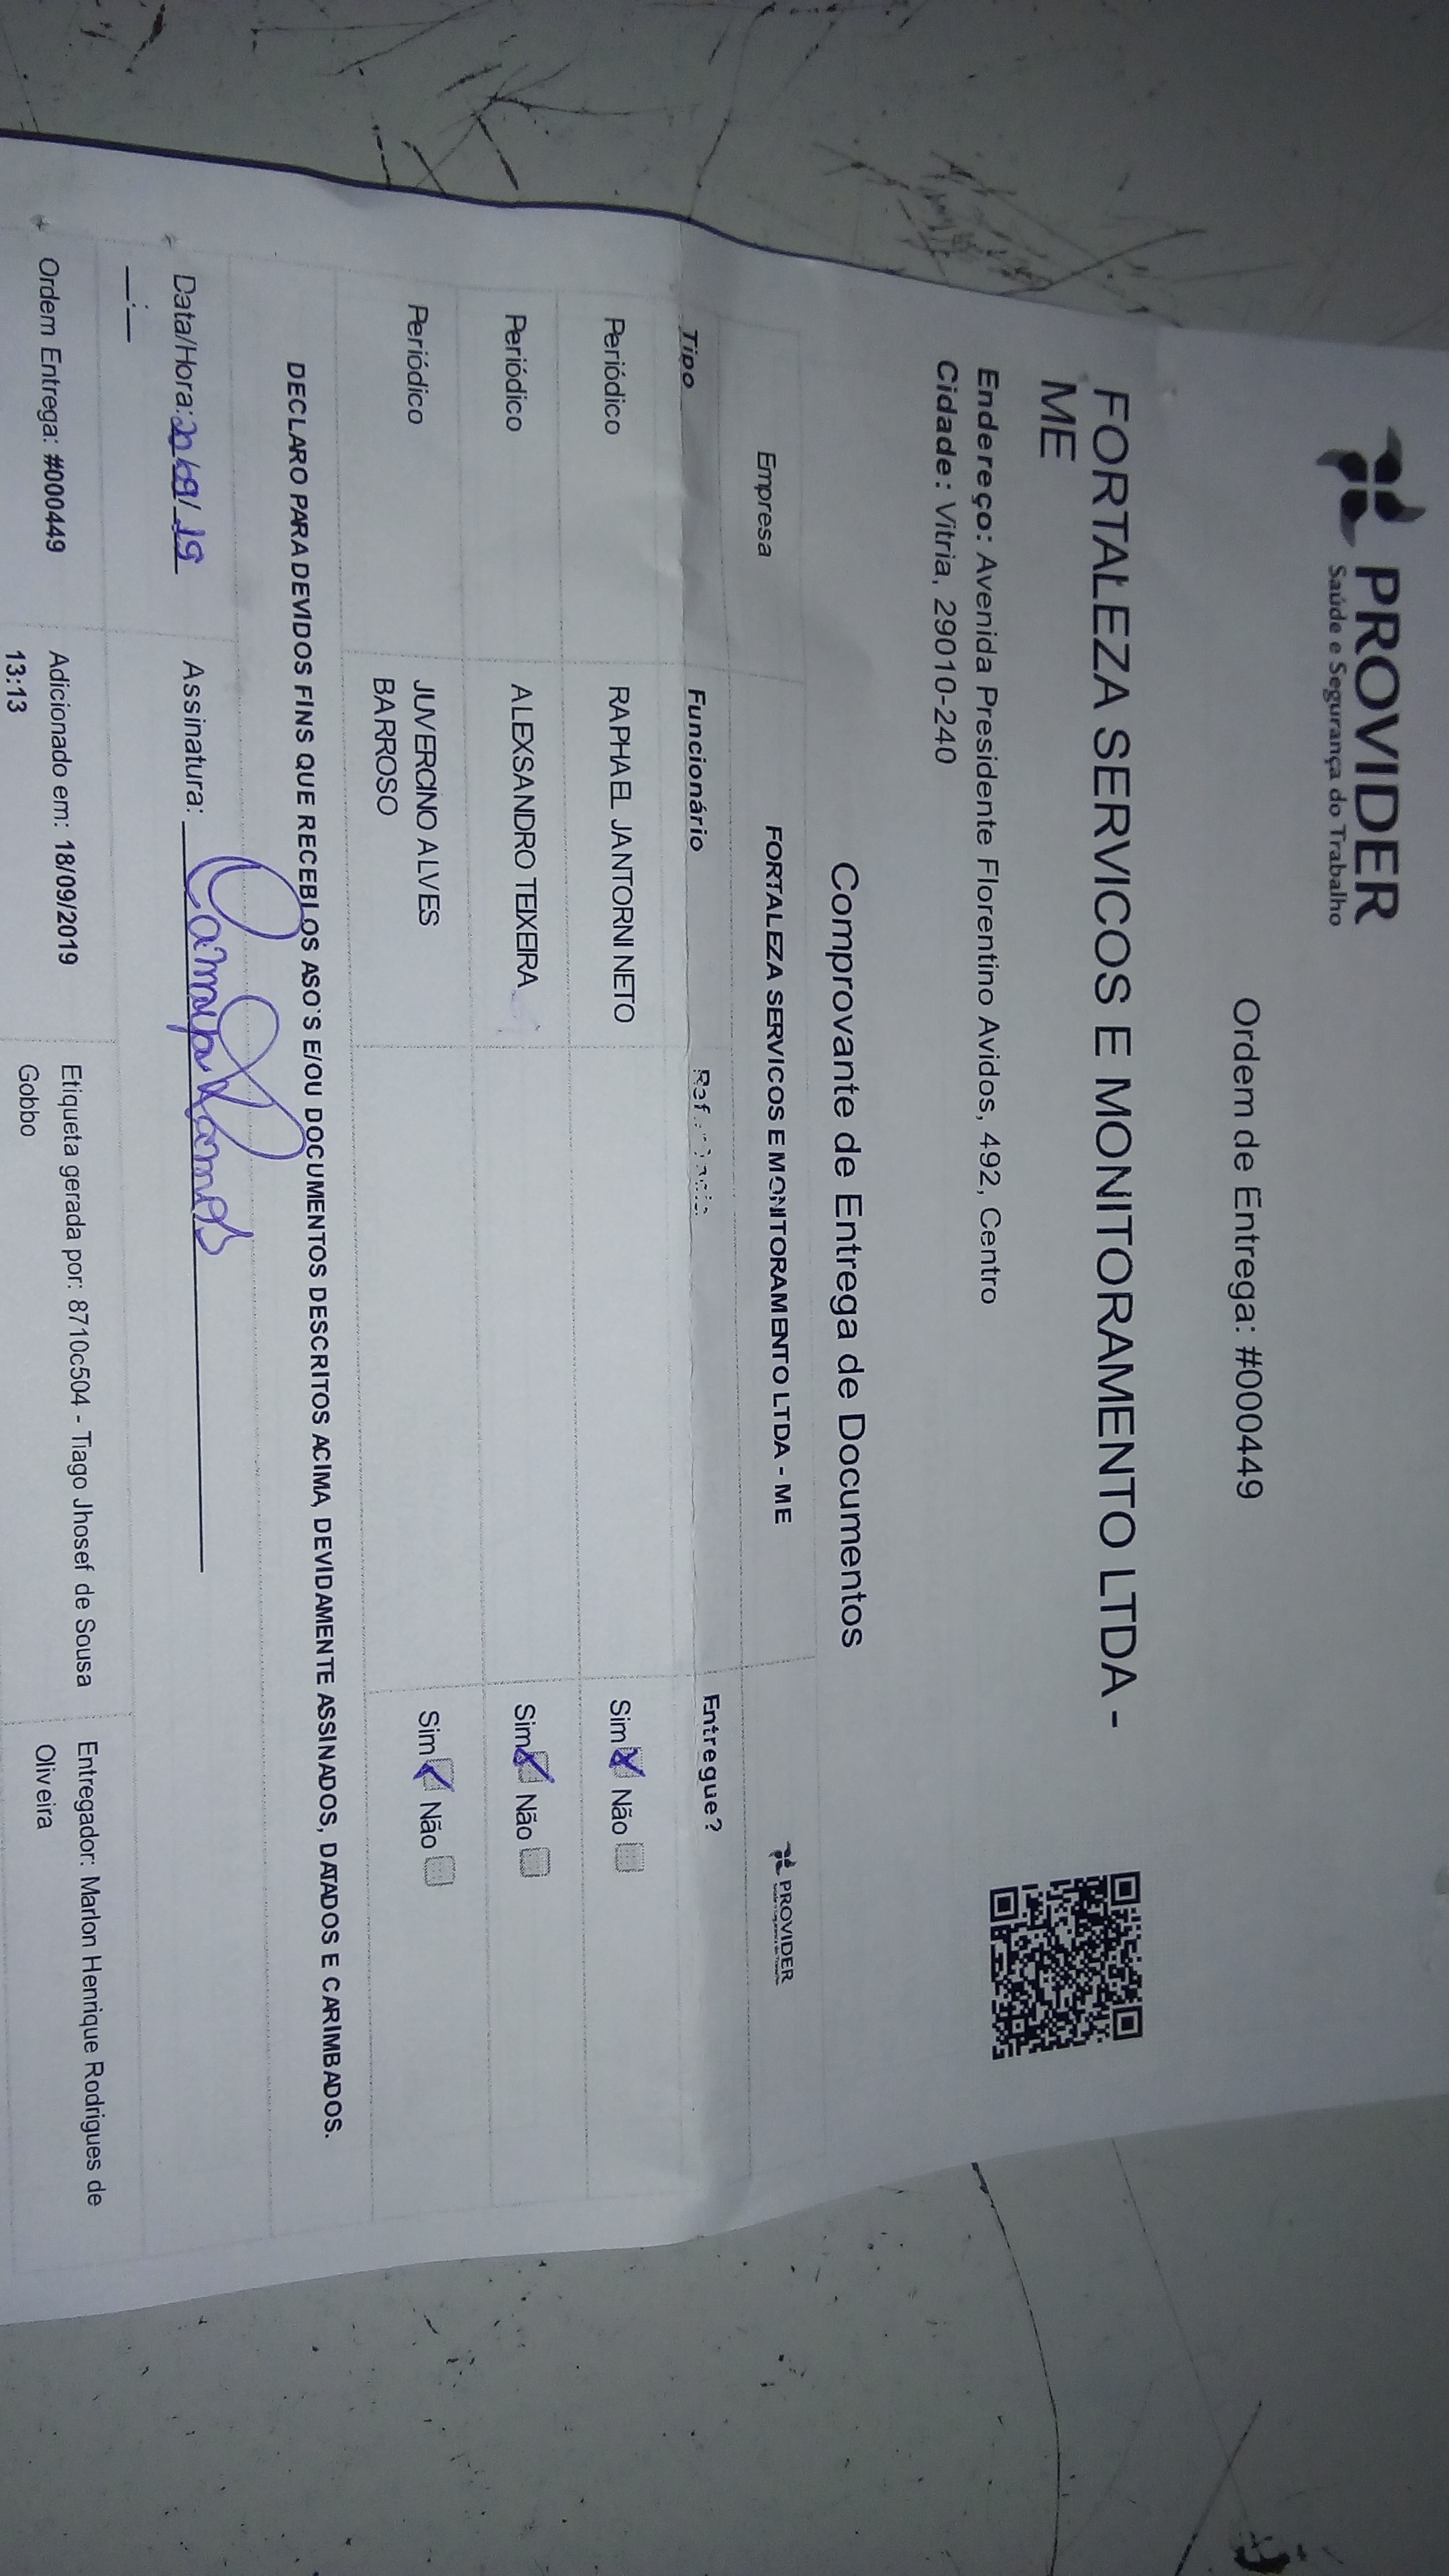 PROVIDER
Saúde e Segurança do Trabalho
Ordem de Entrega: #000449
FORTALEZA SERVICOS E MONITORAMENTO LTDA -
ME
Endereço: Avenida Presidente Florentino Avidos, 492, Centro
Cidade: Vitria, 29010-240
Comprovante de Entrega de Documentos
Empresa FORTALEZA SERVICOS E MONITORAMENTO LTDA - ME PROVIDER
Tipo Funcionário Entregue?
Periódico RAPHAEL JANTORNI NETO Sim Não
Periódico ALEXSANDRO TEIXEIRA Sim Não
Periódico JUVERCINO ALVES Sim Não
BARROSO
DECLARO PARA DEVIDOS FINS QUE RECEBI OS ASO`S E/OU DOCUMENTOS DESCRITOS ACIMA, DEVIDAMENTE ASSINADOS, DATADOS E CARIMBADOS.
Data/Hora: 20/09/19 Assinatura:
__:__
Ordem Entrega: #000449 Adicionado em: 18/09/2019 Etiqueta gerada por: 8710c504 - Tiago Jhosef de Sousa Entregador: Marlon Henrique Rodrigues de
13:13 Gobbo Oliveira